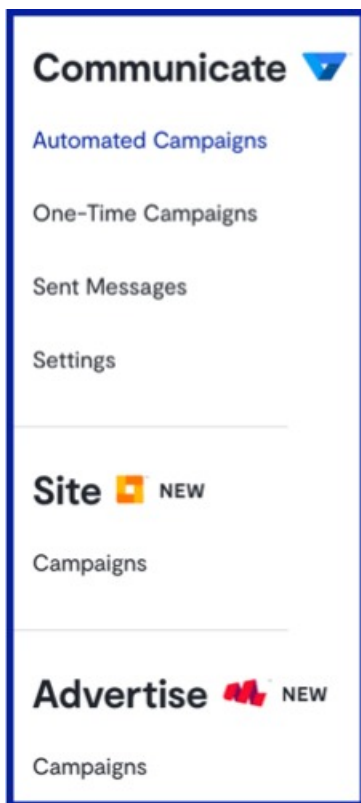 Communicate
Automated Campaigns
One-Time Campaigns
Sent Messages
Settings
Site NEW
Campaigns
Advertise NEW
Campaigns